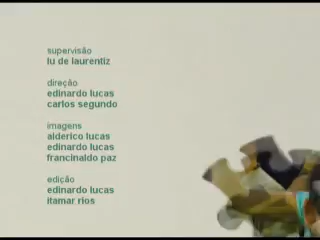 supervisão
lu de laurentiz
direção
edinardo lucas
carlos segundo
imagens
alderico lucas
edinardo lucas
francinaldo paz
edição
edinardo lucas
itamar rios